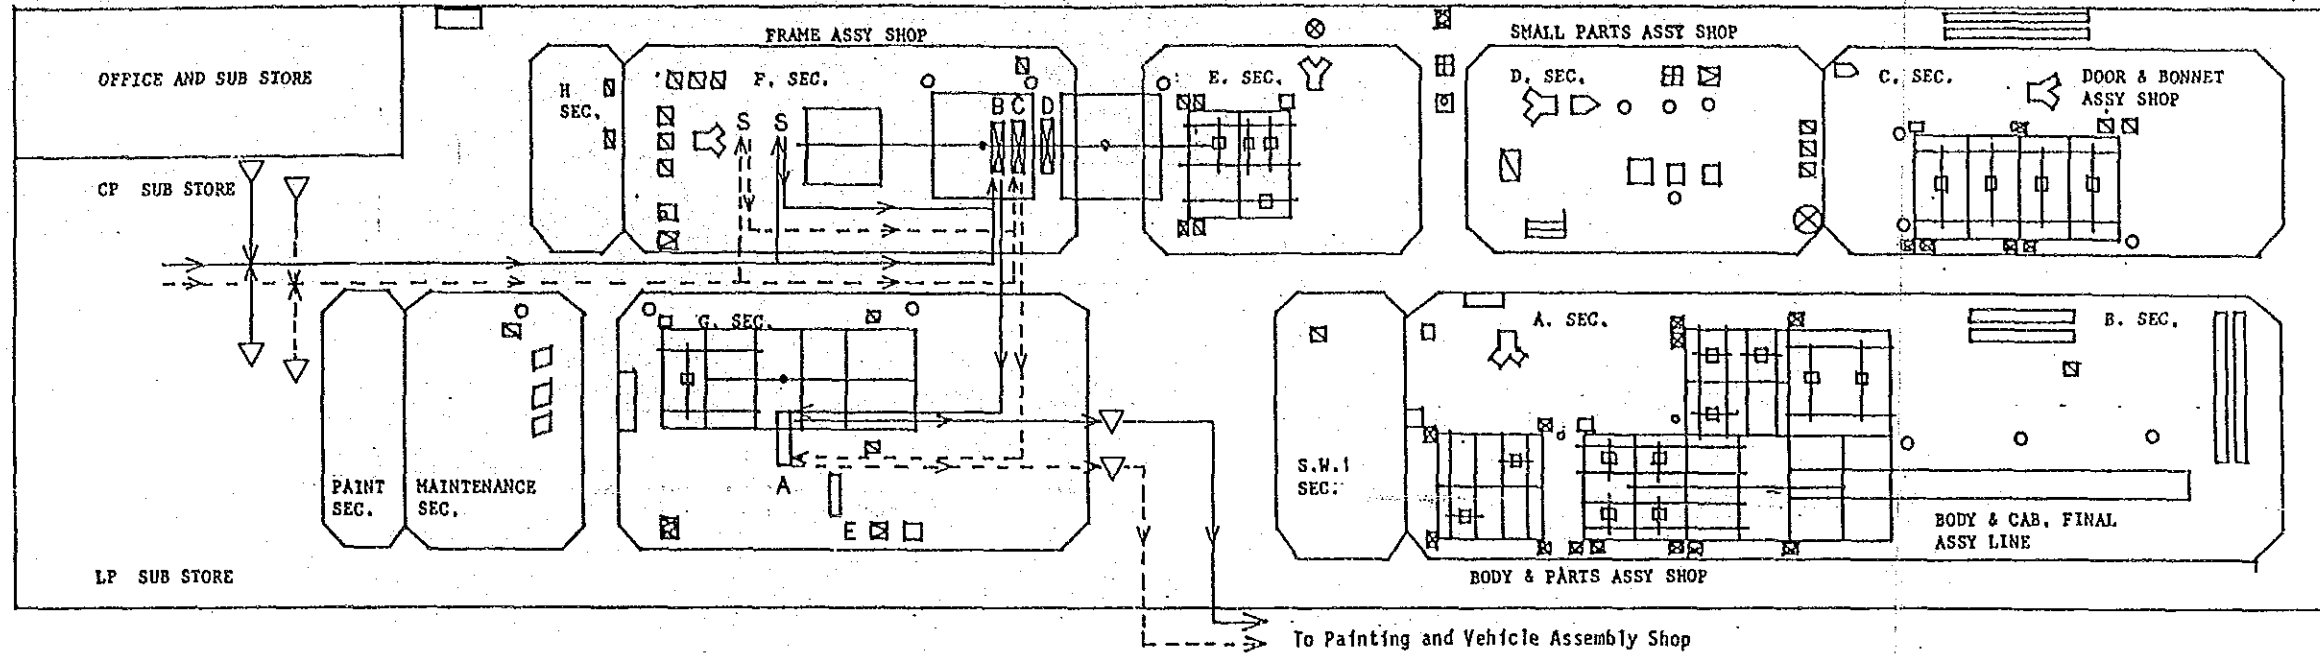 FRAME ASSY SHOP
SMALL PARTS ASSY SHOP
OFFICE AND SUB STORE
H
SEC.
F. SEC.
S
S
B
C
D
E. SEC.
D. SEC.
C. SEC.
DOOR & BONNET
ASSY SHOP
CP SUB STORE
G. SEC.
A. SEC.
B. SEC.
PAINT
SEC.
MAINTENANCE
SEC.
A
E
S.W.1
SEC.
BODY & CAB. FINAL
ASSY LINE
LP SUB STORE
BODY & PARTS ASSY SHOP
To Painting and Vehicle Assembly Shop